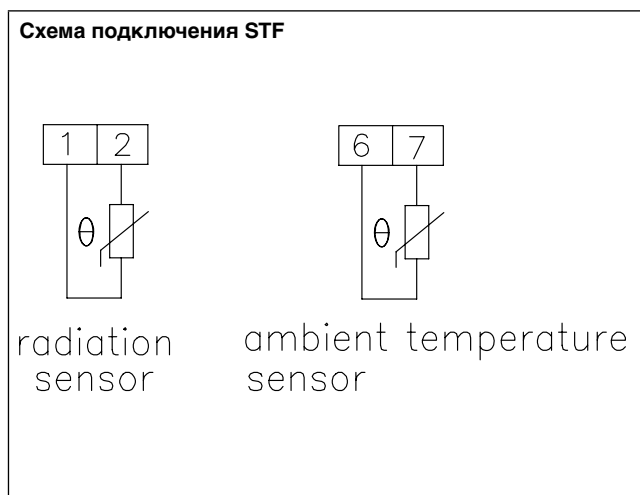 Схема подключения STF
1 2
6 7
θ
θ
radiation
sensor
ambient temperature
sensor